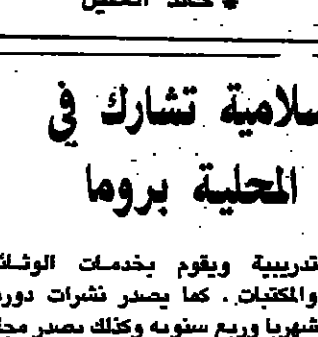 سلامية تشارك في
المحلية بروما
تدريبية ويقوم بخدمات الوثائ
والمكتبات . كما يصدر نشرات دور
شهريا وربع سنويه وكذلك يصدر مج